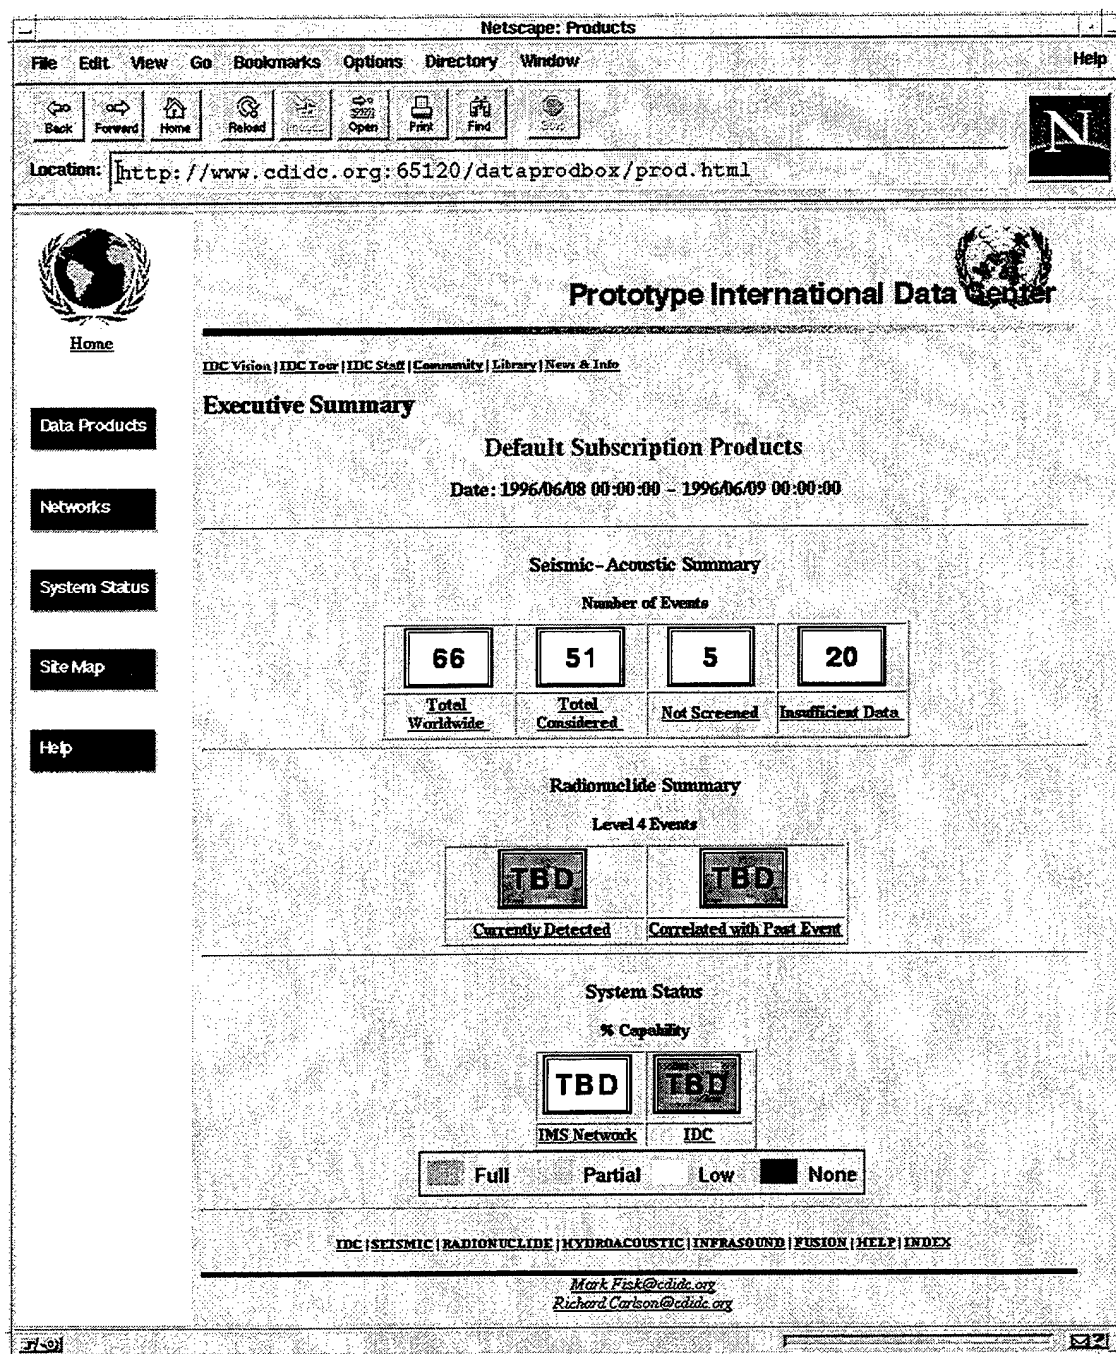 Netscape: Products
File Edit View Go Bookmarks Options Directory Window Help
Back Forward Home Reload Open Print Find Stop
N
Location: http://www.cdidc.org:65120/dataprodbox/prod.html
Prototype International Data Center
Home
IDC Vision | IDC Tour | IDC Staff | Community | Library | News & Info
Executive Summary
Data Products
Default Subscription Products
Date: 1996/06/08 00:00:00 - 1996/06/09 00:00:00
Networks
Seismic-Acoustic Summary
System Status
Number of Events
66 51 5 20
Site Map
Total Worldwide
Total Considered
Not Screened
Insufficient Data
Help
Radionuclide Summary
Level 4 Events
TBD TBD
Currently Detected Correlated with Past Event
System Status
% Capability
TBD TBD
IMS Network IDC
Full Partial Low None
IDC | SEISMIC | RADIONUCLIDE | HYDROACOUSTIC | INFRASOUND | FUSION | HELP | INDEX
Mark Fisk@cdidc.org
Richard Carlson@cdidc.org